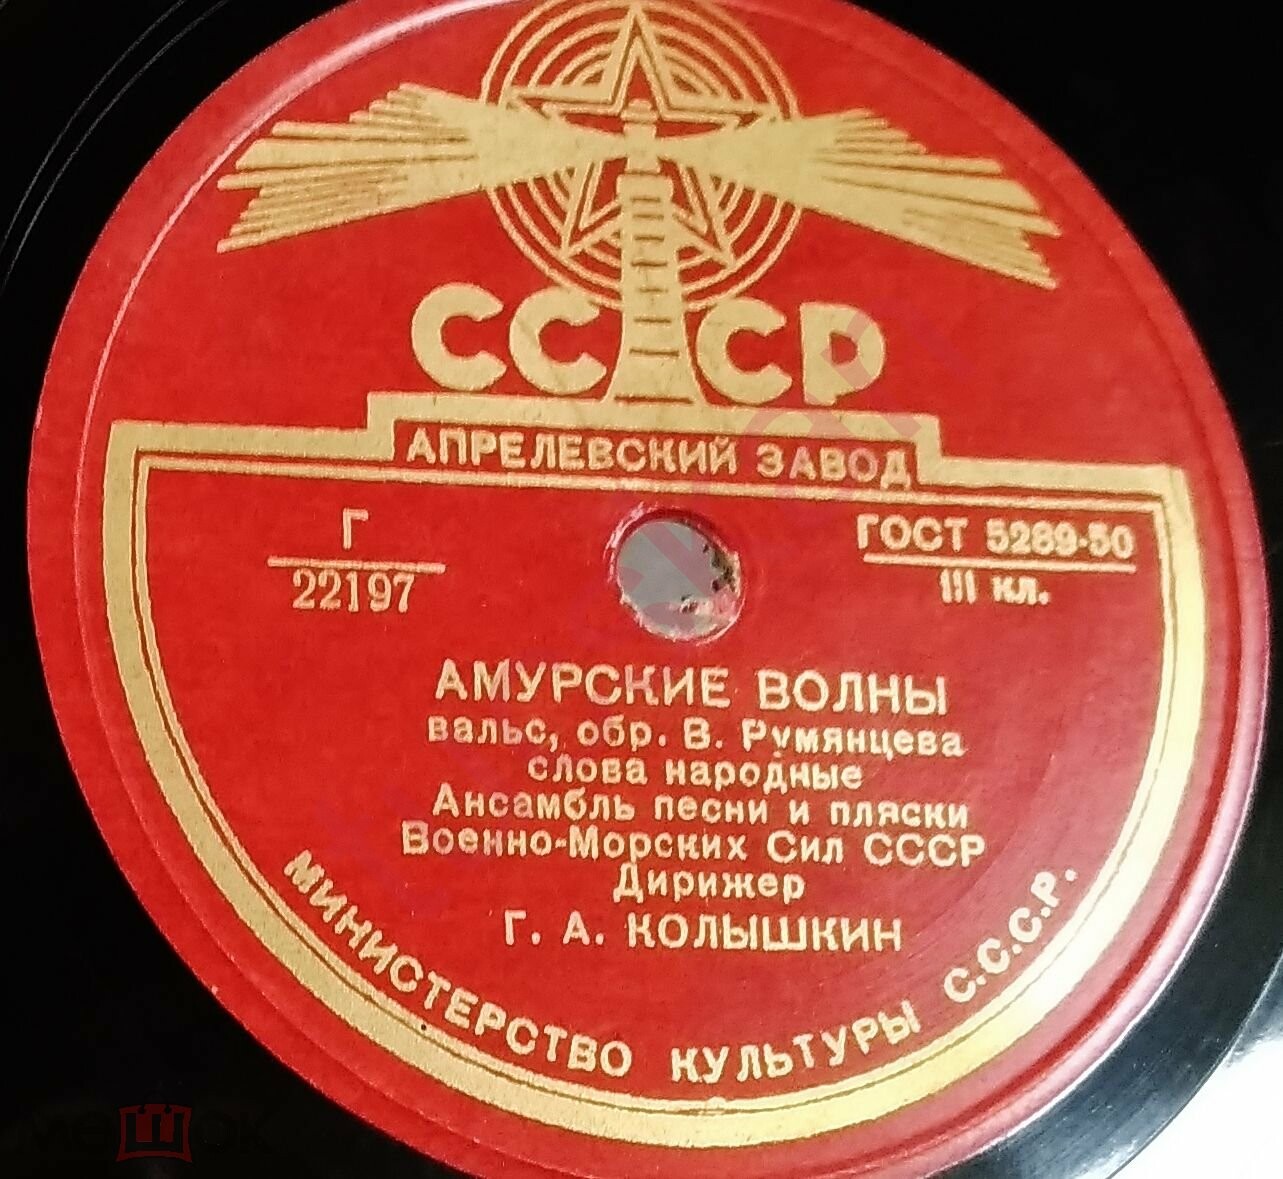 СССР
АПРЕЛЕВСКИЙ ЗАВОД
Г
22197
ГОСТ 5289-50
III кл.
АМУРСКИЕ ВОЛНЫ
вальс, обр. В. Румянцева
слова народные
Ансамбль песни и пляски
Военно-Морских Сил СССР
Дирижер
Г. А. КОЛЫШКИН
МИНИСТЕРСТВО КУЛЬТУРЫ С.С.С.Р.
мешок